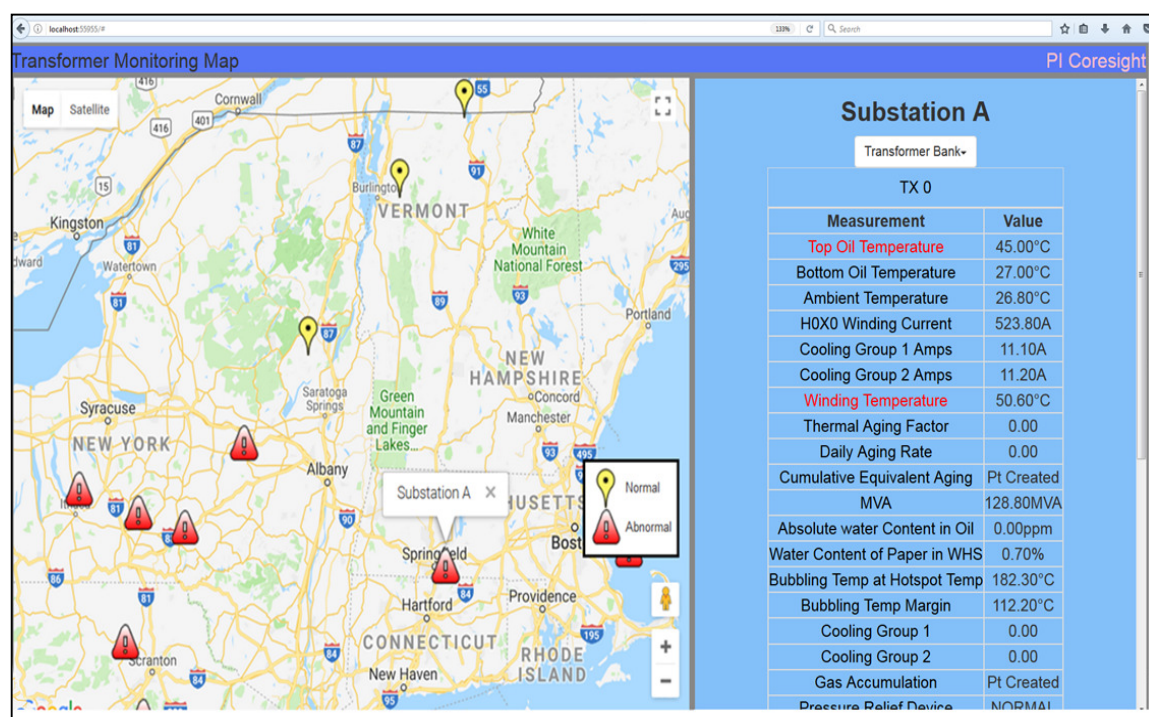 localhost:55955/#
133%
Search
Transformer Monitoring Map
PI Coresight
Map
Satellite
416
Cornwall
401
416
55
87
91
15
Burlington
VERMONT
Kingston
81
Watertown
White
Mountain
National Forest
295
81
89
93
Portland
87
NEW
HAMPSHIRE
Concord
Saratoga
Springs
Green
Mountain
and Finger
Lakes...
Manchester
Syracuse
NEW YORK
93
495
Albany
Substation A
×
Normal
Abnormal
81
90
Springfield
84
86
81
Hartford
Providence
195
CONNECTICUT
RHODE
ISLAND
Scranton
84
84
New Haven
95
Substation A
Transformer Bank
TX 0
Measurement Value
Top Oil Temperature 45.00°C
Bottom Oil Temperature 27.00°C
Ambient Temperature 26.80°C
H0X0 Winding Current 523.80A
Cooling Group 1 Amps 11.10A
Cooling Group 2 Amps 11.20A
Winding Temperature 50.60°C
Thermal Aging Factor 0.00
Daily Aging Rate 0.00
Cumulative Equivalent Aging Pt Created
MVA 128.80MVA
Absolute water Content in Oil 0.00ppm
Water Content of Paper in WHS 0.70%
Bubbling Temp at Hotspot Temp 182.30°C
Bubbling Temp Margin 112.20°C
Cooling Group 1 0.00
Cooling Group 2 0.00
Gas Accumulation Pt Created
Pressure Relief Device NORMAL